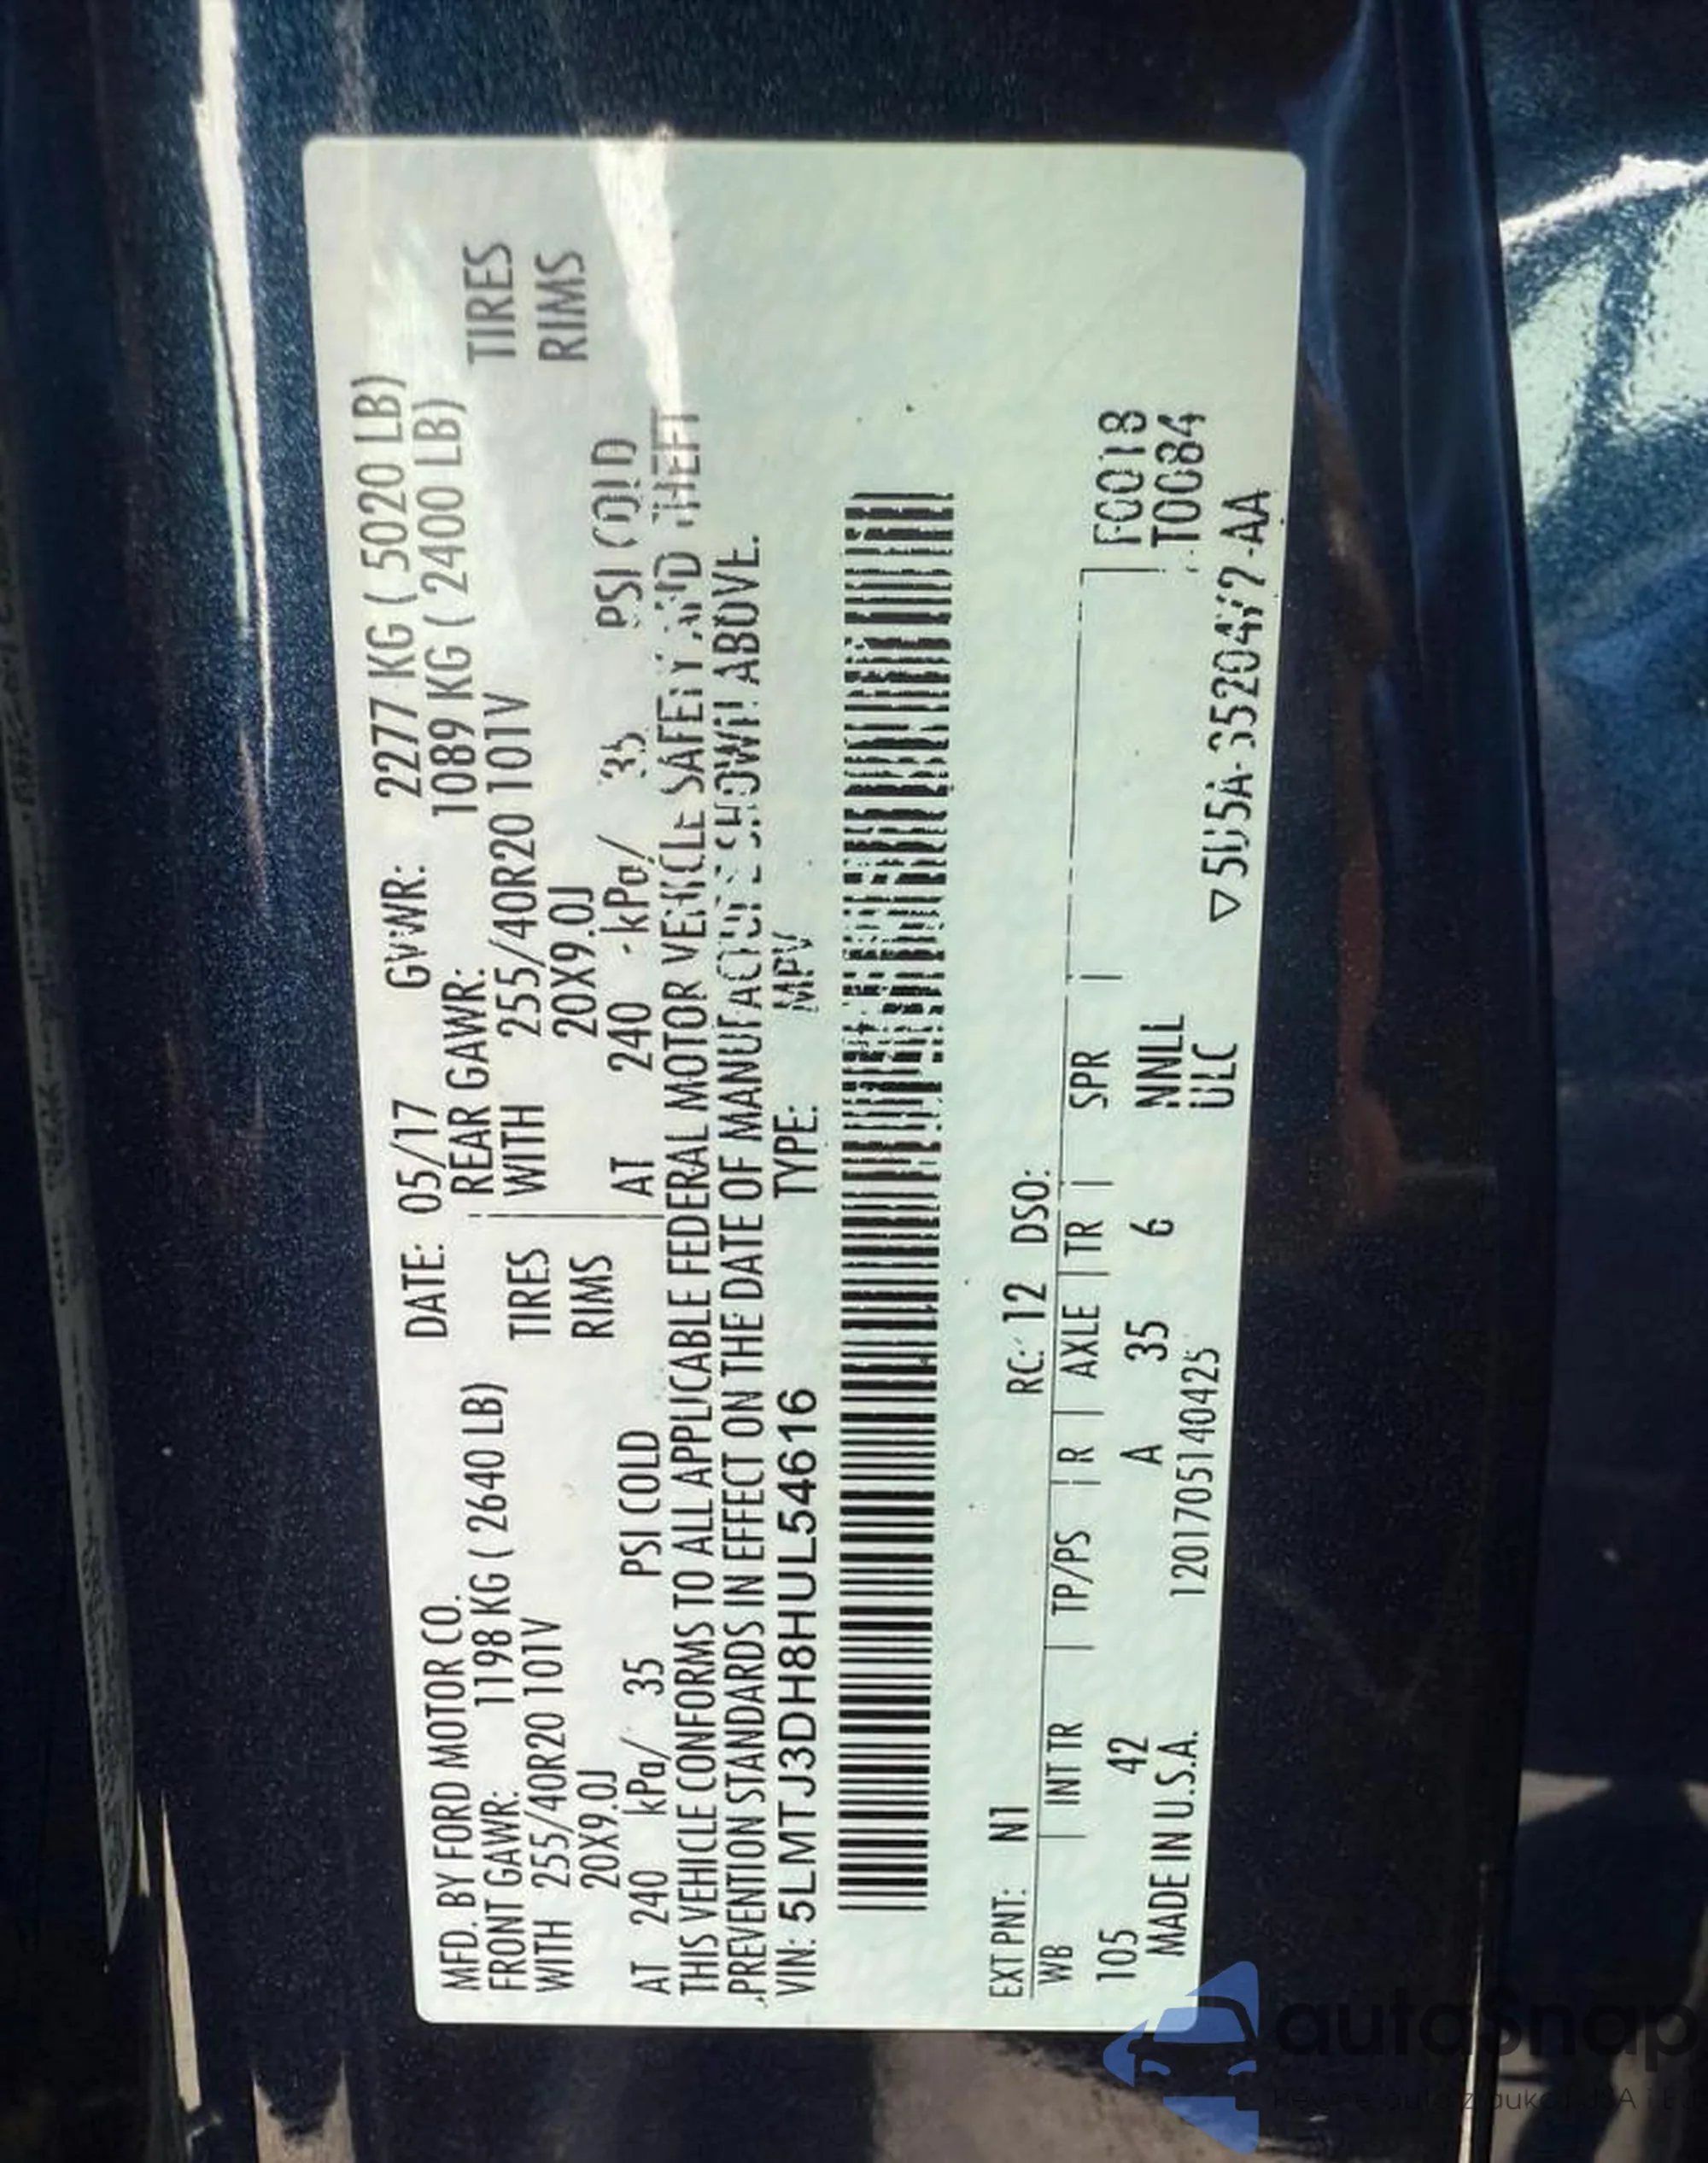 MFD. BY FORD MOTOR CO. DATE: 05/17 GVWR: 2277 KG ( 5020 LB)
FRONT GAWR: 1198 KG ( 2640 LB) REAR GAWR: 1089 KG ( 2400 LB)
WITH 255/40R20 101V TIRES WITH 255/40R20 101V TIRES
20X9.0J RIMS 20X9.0J RIMS
AT 240 kPa/ 35 PSI COLD AT 240 kPa/ 35 PSI COLD
THIS VEHICLE CONFORMS TO ALL APPLICABLE FEDERAL MOTOR VEHICLE SAFETY AND THEFT
PREVENTION STANDARDS IN EFFECT ON THE DATE OF MANUFACTURE SHOWN ABOVE.
VIN: 5LMTJ3DH8HUL54616 TYPE: MPV
EXT PNT: N1 RC: 12 DSO:
WB INT TR TP/PS R AXLE TR SPR F0018
105 42 A 35 6 NNLL T0084
MADE IN U.S.A. 1201705140425 ULC
autaSnap